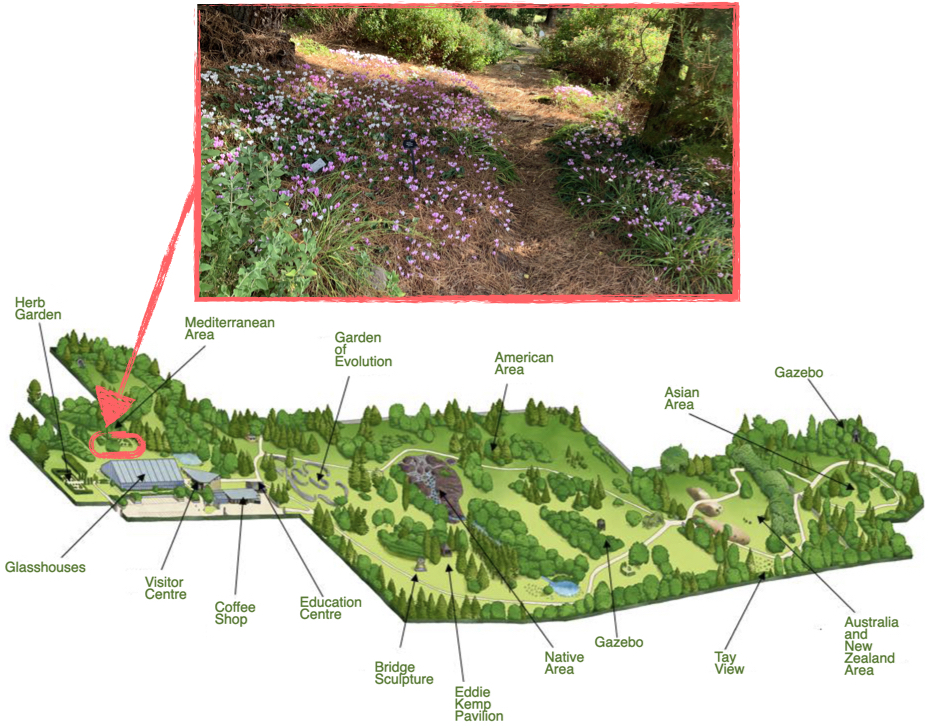 Herb
Garden
Mediterranean
Area
Garden
of
Evolution
American
Area
Asian
Area
Gazebo
Glasshouses
Visitor
Centre
Coffee
Shop
Education
Centre
Bridge
Sculpture
Eddie
Kemp
Pavilion
Native
Area
Gazebo
Tay
View
Australia
and
New
Zealand
Area